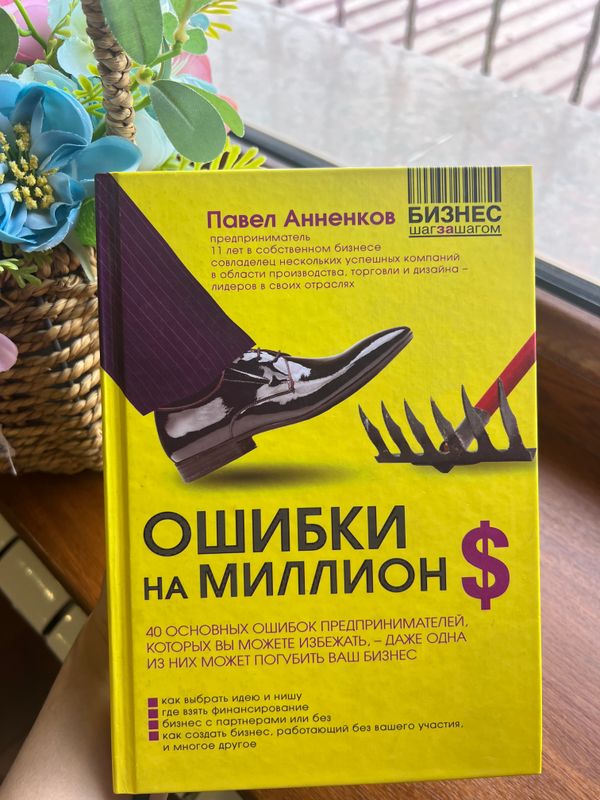 Павел Анненков
предприниматель
11 лет в собственном бизнесе
совладелец нескольких успешных компаний
в области производства, торговли и дизайна –
лидеров в своих отраслях
БИЗНЕС
шагзашагом
ОШИБКИ
НА МИЛЛИОН $
40 ОСНОВНЫХ ОШИБОК ПРЕДПРИНИМАТЕЛЕЙ,
КОТОРЫХ ВЫ МОЖЕТЕ ИЗБЕЖАТЬ, – ДАЖЕ ОДНА
ИЗ НИХ МОЖЕТ ПОГУБИТЬ ВАШ БИЗНЕС
как выбрать идею и нишу
где взять финансирование
бизнес с партнерами или без
как создать бизнес, работающий без вашего участия,
и многое другое